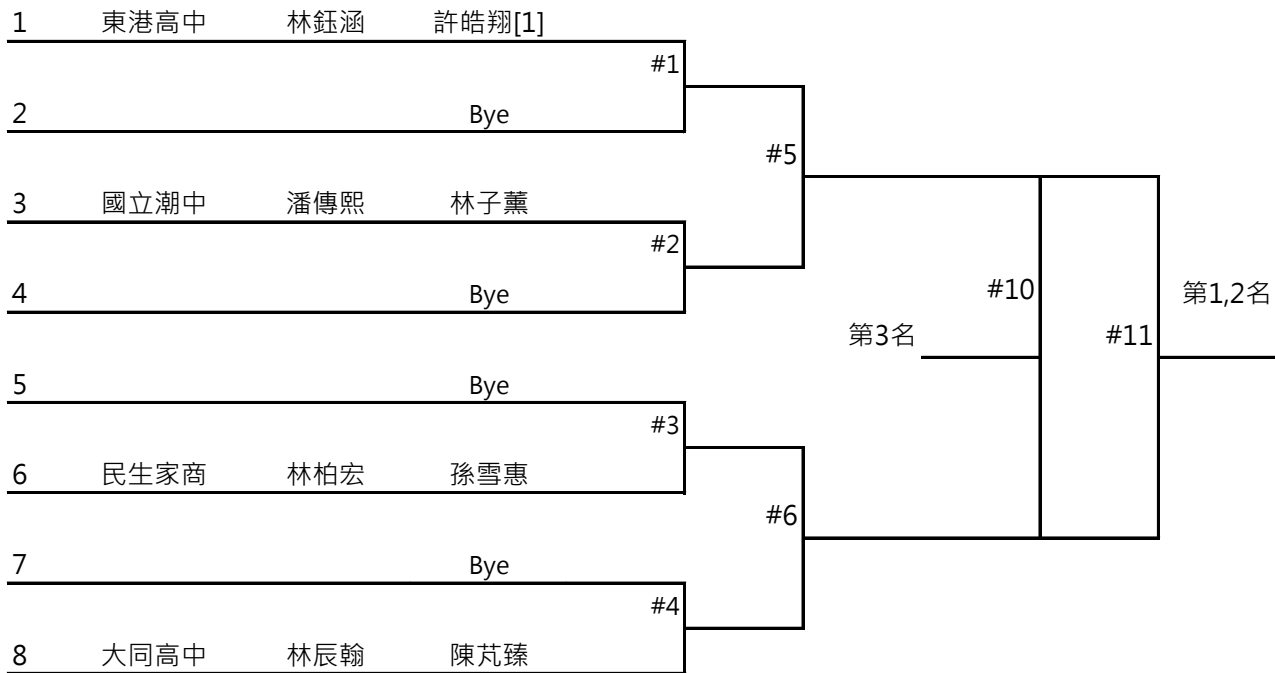 1 東港高中 林鈺涵 許皓翔[1]
#1
2 Bye
#5
3 國立潮中 潘傳熙 林子薰
#2
4 Bye
#10 第1,2名
第3名 #11
5 Bye
#3
6 民生家商 林柏宏 孫雪惠
#6
7 Bye
#4
8 大同高中 林辰翰 陳芃臻